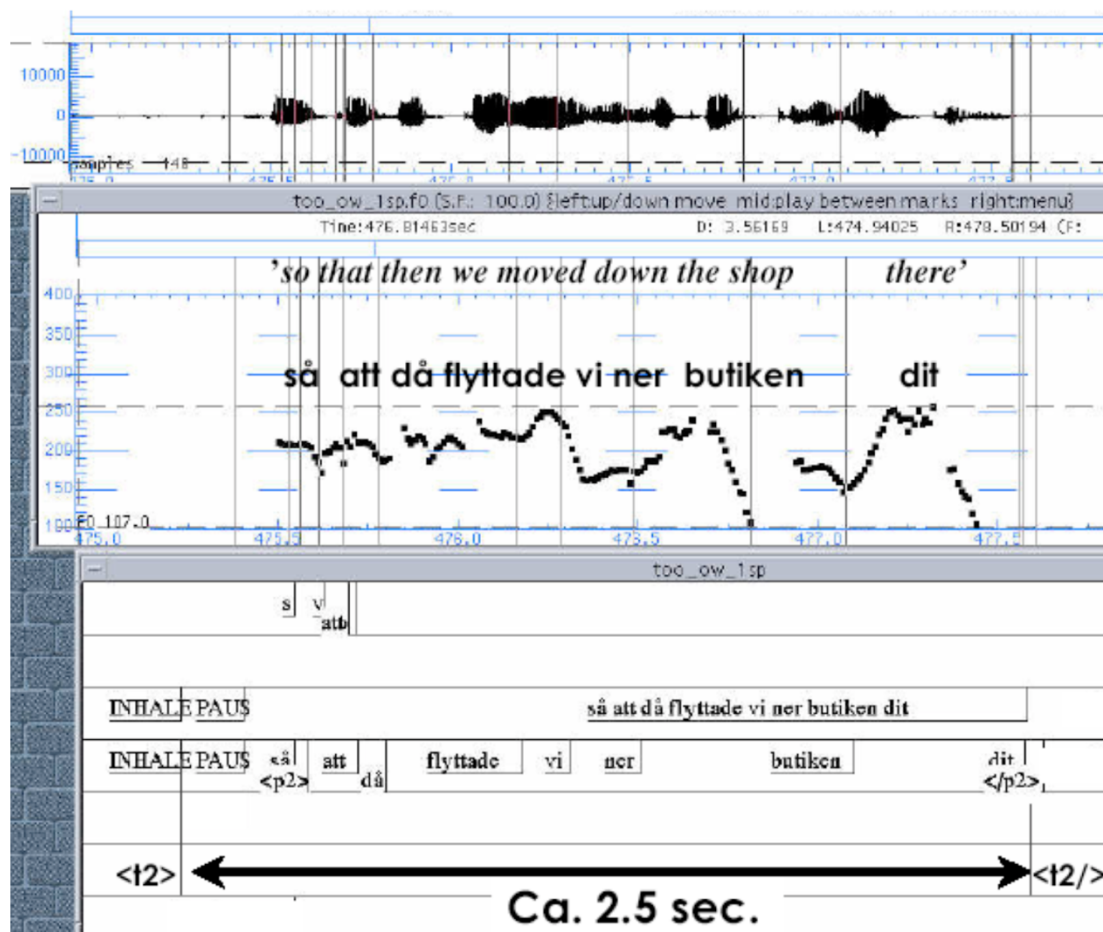 10000
0
-10000
samples 148
too_ow_1sp.f0 (S.F.: 100.0) {left:up/down move mid:play between marks right:menu}
Time:476.81463sec D: 3.56169 L:474.94025 R:478.50194 (F:
’so that then we moved down the shop there’
400
350
300
så att då flyttade vi ner butiken dit
250
200
150
100
F0 107.0
475.0 475.5 476.0 476.5 477.0 477.5
too_ow_1sp
s v
att
INHALE PAUS så att då flyttade vi ner butiken dit
INHALE PAUS så att då flyttade vi ner butiken dit
<p2> </p2>
<t2> <t2/>
Ca. 2.5 sec.